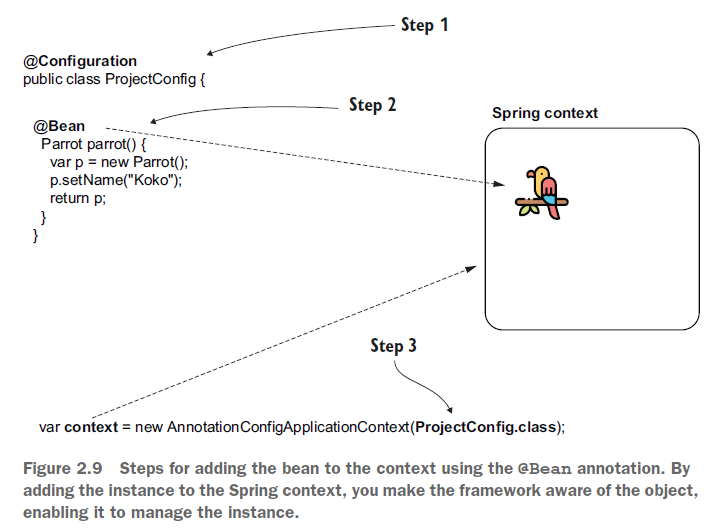 Step 1
@Configuration
public class ProjectConfig {
Step 2
@Bean
Parrot parrot() {
var p = new Parrot();
p.setName("Koko");
return p;
}
}
Spring context
Step 3
var context = new AnnotationConfigApplicationContext(ProjectConfig.class);
Figure 2.9 Steps for adding the bean to the context using the @Bean annotation. By
adding the instance to the Spring context, you make the framework aware of the object,
enabling it to manage the instance.